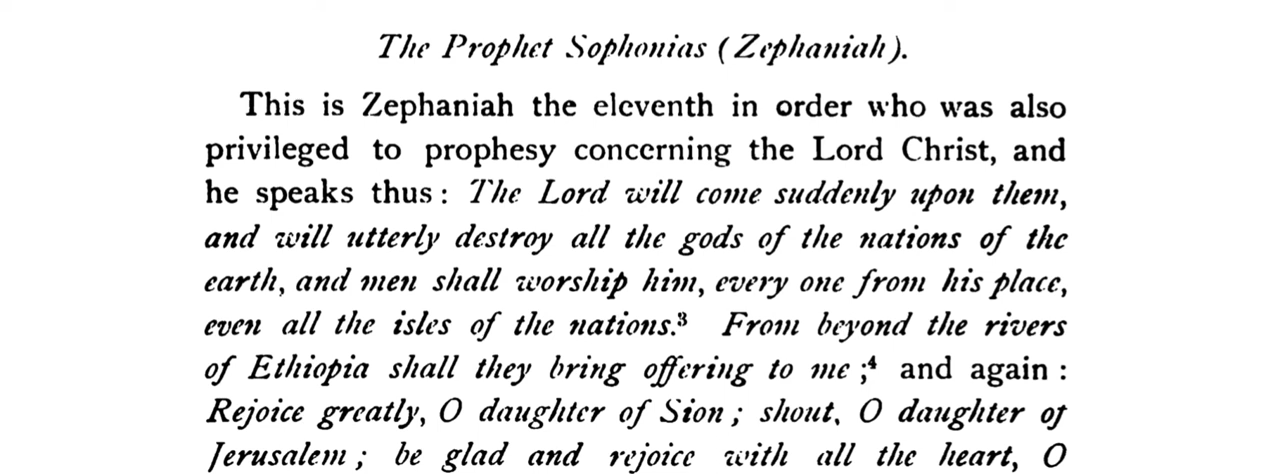 The Prophet Sophonias (Zephaniah).
This is Zephaniah the eleventh in order who was also
privileged to prophesy concerning the Lord Christ, and
he speaks thus : The Lord will come suddenly upon them,
and will utterly destroy all the gods of the nations of the
earth, and men shall worship him, every one from his place,
even all the isles of the nations.³ From beyond the rivers
of Ethiopia shall they bring offering to me ;⁴ and again :
Rejoice greatly, O daughter of Sion ; shout, O daughter of
Jerusalem ; be glad and rejoice with all the heart, O